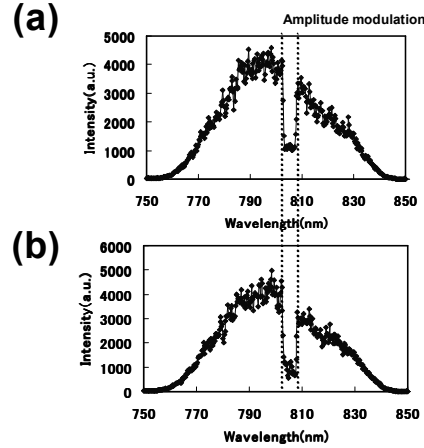 (a)
Amplitude modulation
Intensity(a.u.)
5000
4000
3000
2000
1000
0
750 770 790 810 830 850
Wavelength(nm)
(b)
Intensity(a.u.)
6000
5000
4000
3000
2000
1000
0
750 770 790 810 830 850
Wavelength(nm)